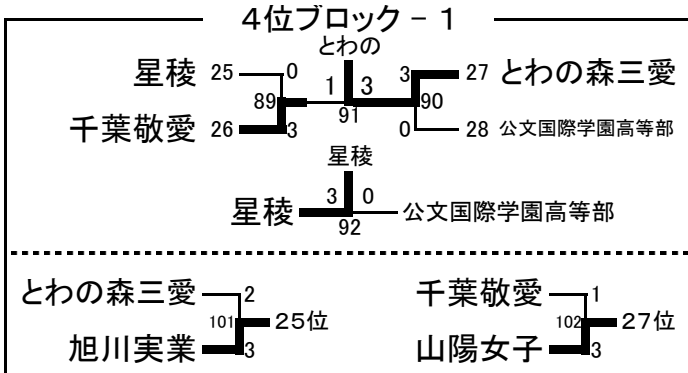 4位ブロック - 1
とわの
星稜 25 0 1 3 3 27 とわの森三愛
89 91 90
千葉敬愛 26 3 0 28 公文国際学園高等部
星稜
星稜 3 0 公文国際学園高等部
92
とわの森三愛 2
101 25位
旭川実業 3
千葉敬愛 1
102 27位
山陽女子 3